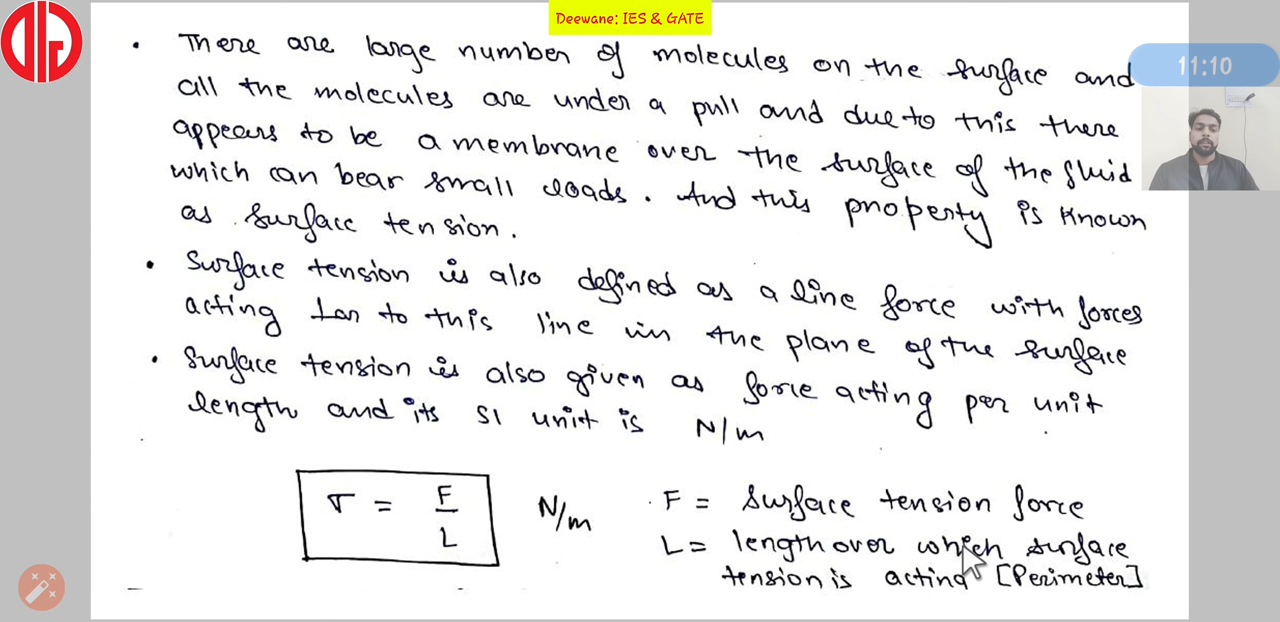 Deewane: IES & GATE
11:10
• There are large number of molecules on the surface and
all the molecules are under a pull and due to this there
appears to be a membrane over the surface of the fluid
which can bear small loads. And this property is known
as surface tension.
• Surface tension is also defined as a line force with forces
acting ⊥ar to this line in the plane of the surface
• Surface tension is also given as force acting per unit
length and its SI unit is N/m
σ = F/L N/m F = Surface tension force
L = length over which surface
tension is acting [Perimeter]